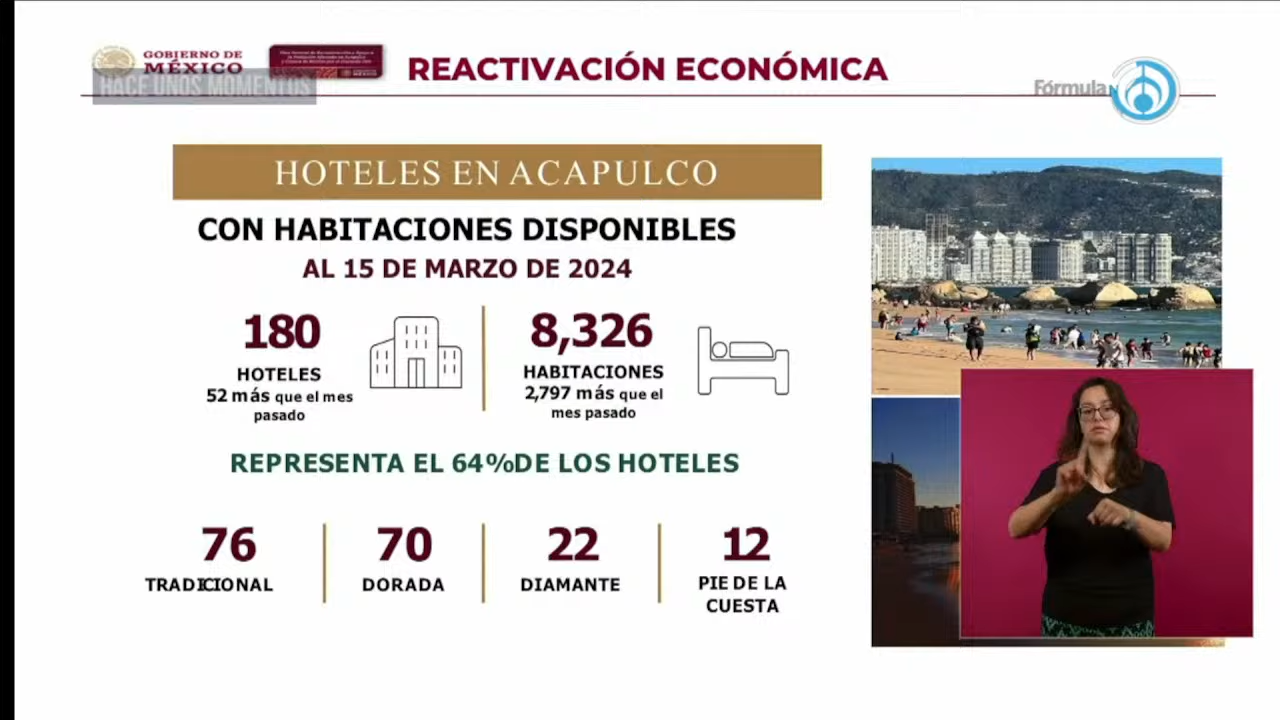 GOBIERNO DE
MÉXICO
HACE UNOS MOMENTOS
REACTIVACIÓN ECONÓMICA
Fórmula
HOTELES EN ACAPULCO
CON HABITACIONES DISPONIBLES
AL 15 DE MARZO DE 2024
180
HOTELES
52 más que el mes
pasado
8,326
HABITACIONES
2,797 más que el
mes pasado
REPRESENTA EL 64%DE LOS HOTELES
76
TRADICIONAL
70
DORADA
22
DIAMANTE
12
PIE DE LA
CUESTA